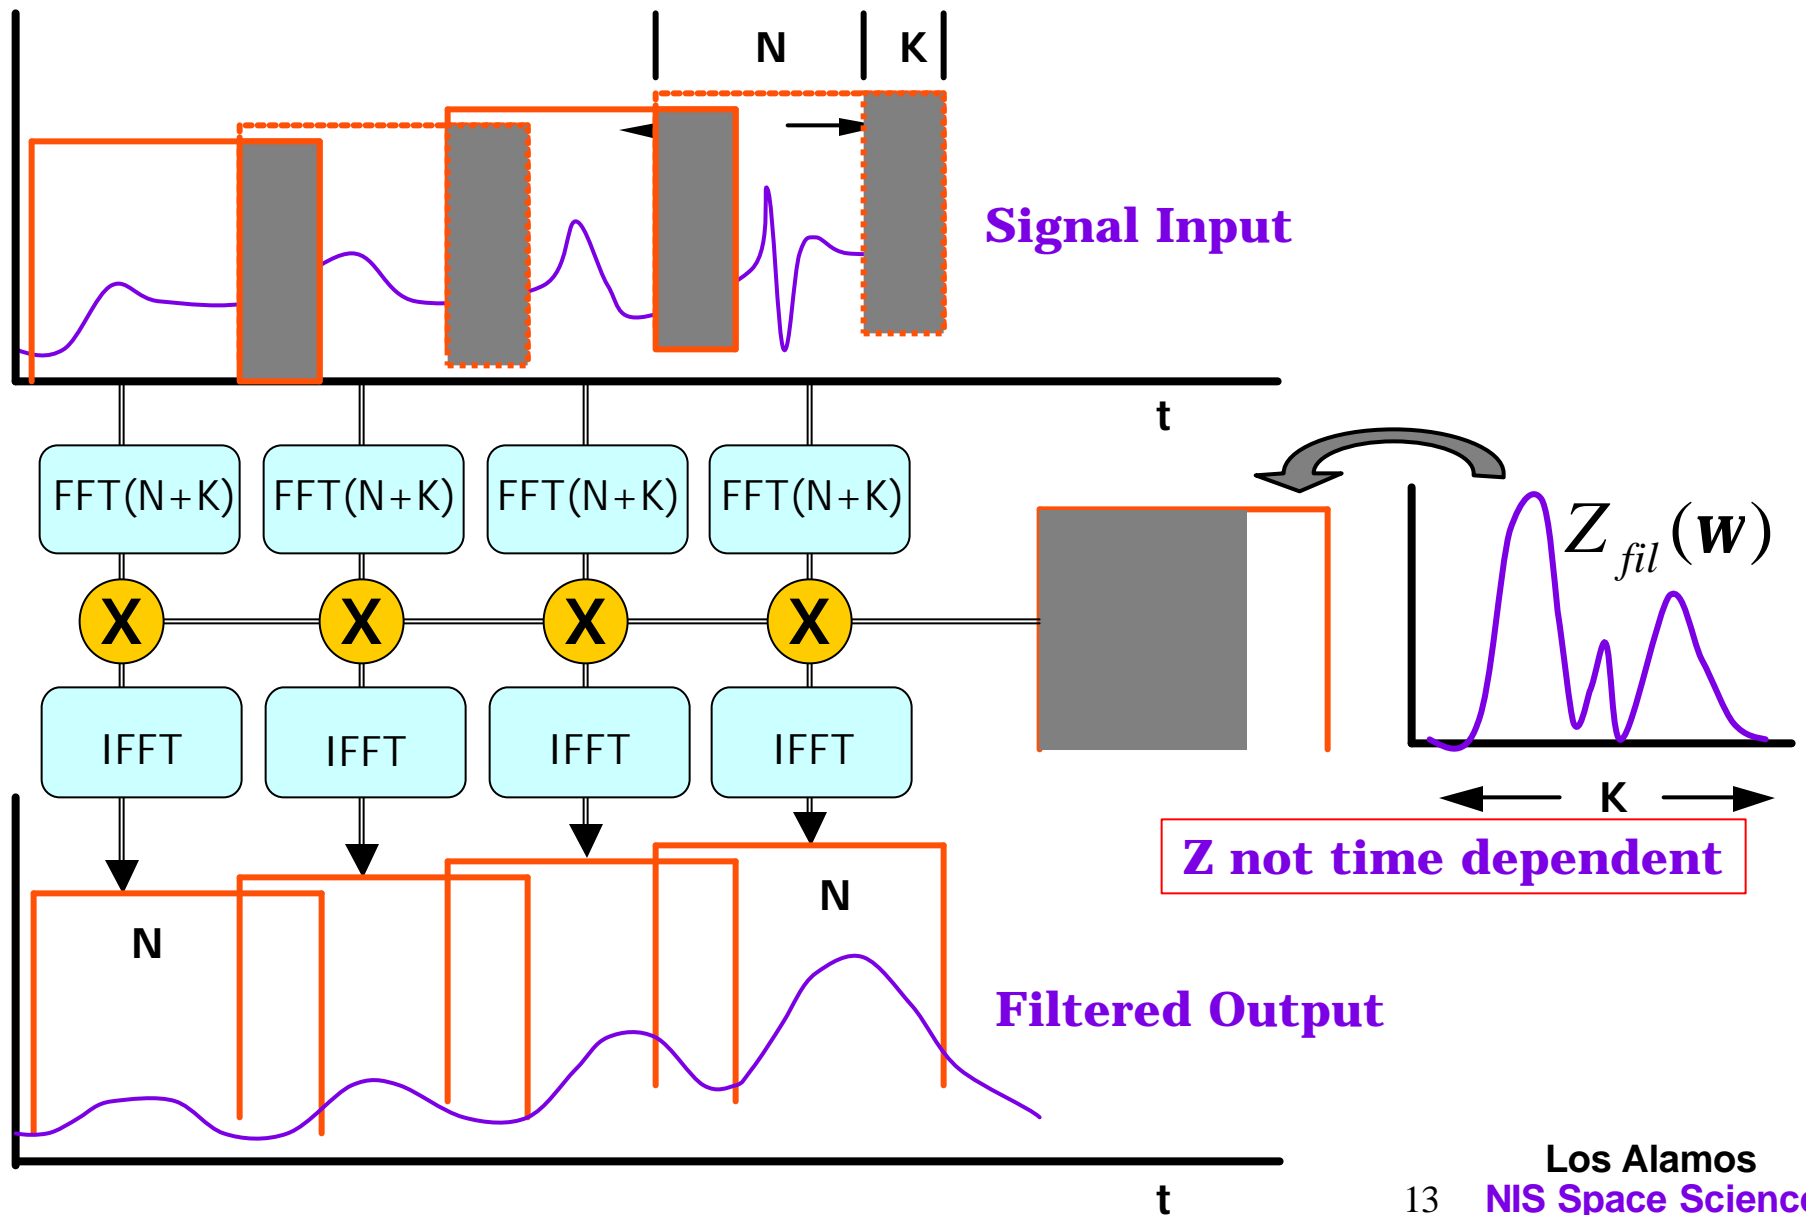 N K
Signal Input
t
FFT(N+K) FFT(N+K) FFT(N+K) FFT(N+K)
Z fil (w)
X X X X
IFFT IFFT IFFT IFFT
K
Z not time dependent
N
N
Filtered Output
Los Alamos
t
13 NIS Space Science